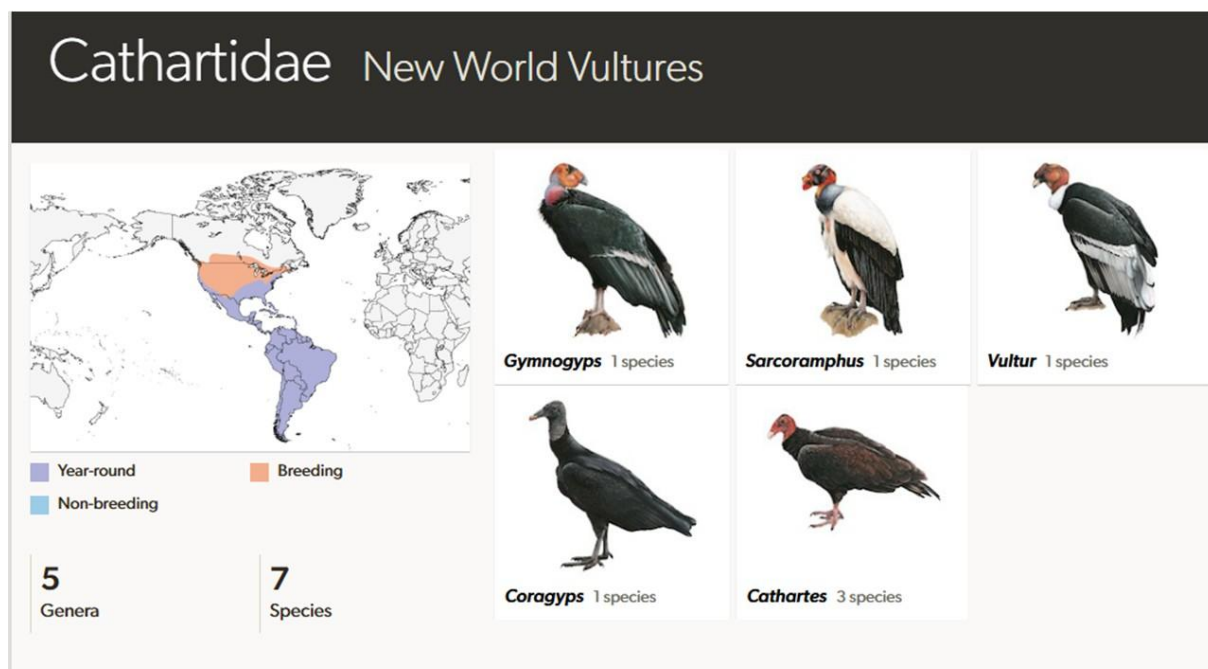 Cathartidae New World Vultures
Year-round
Breeding
Non-breeding
5
Genera
7
Species
Gymnogyps 1 species
Sarcoramphus 1 species
Vultur 1 species
Coragyps 1 species
Cathartes 3 species